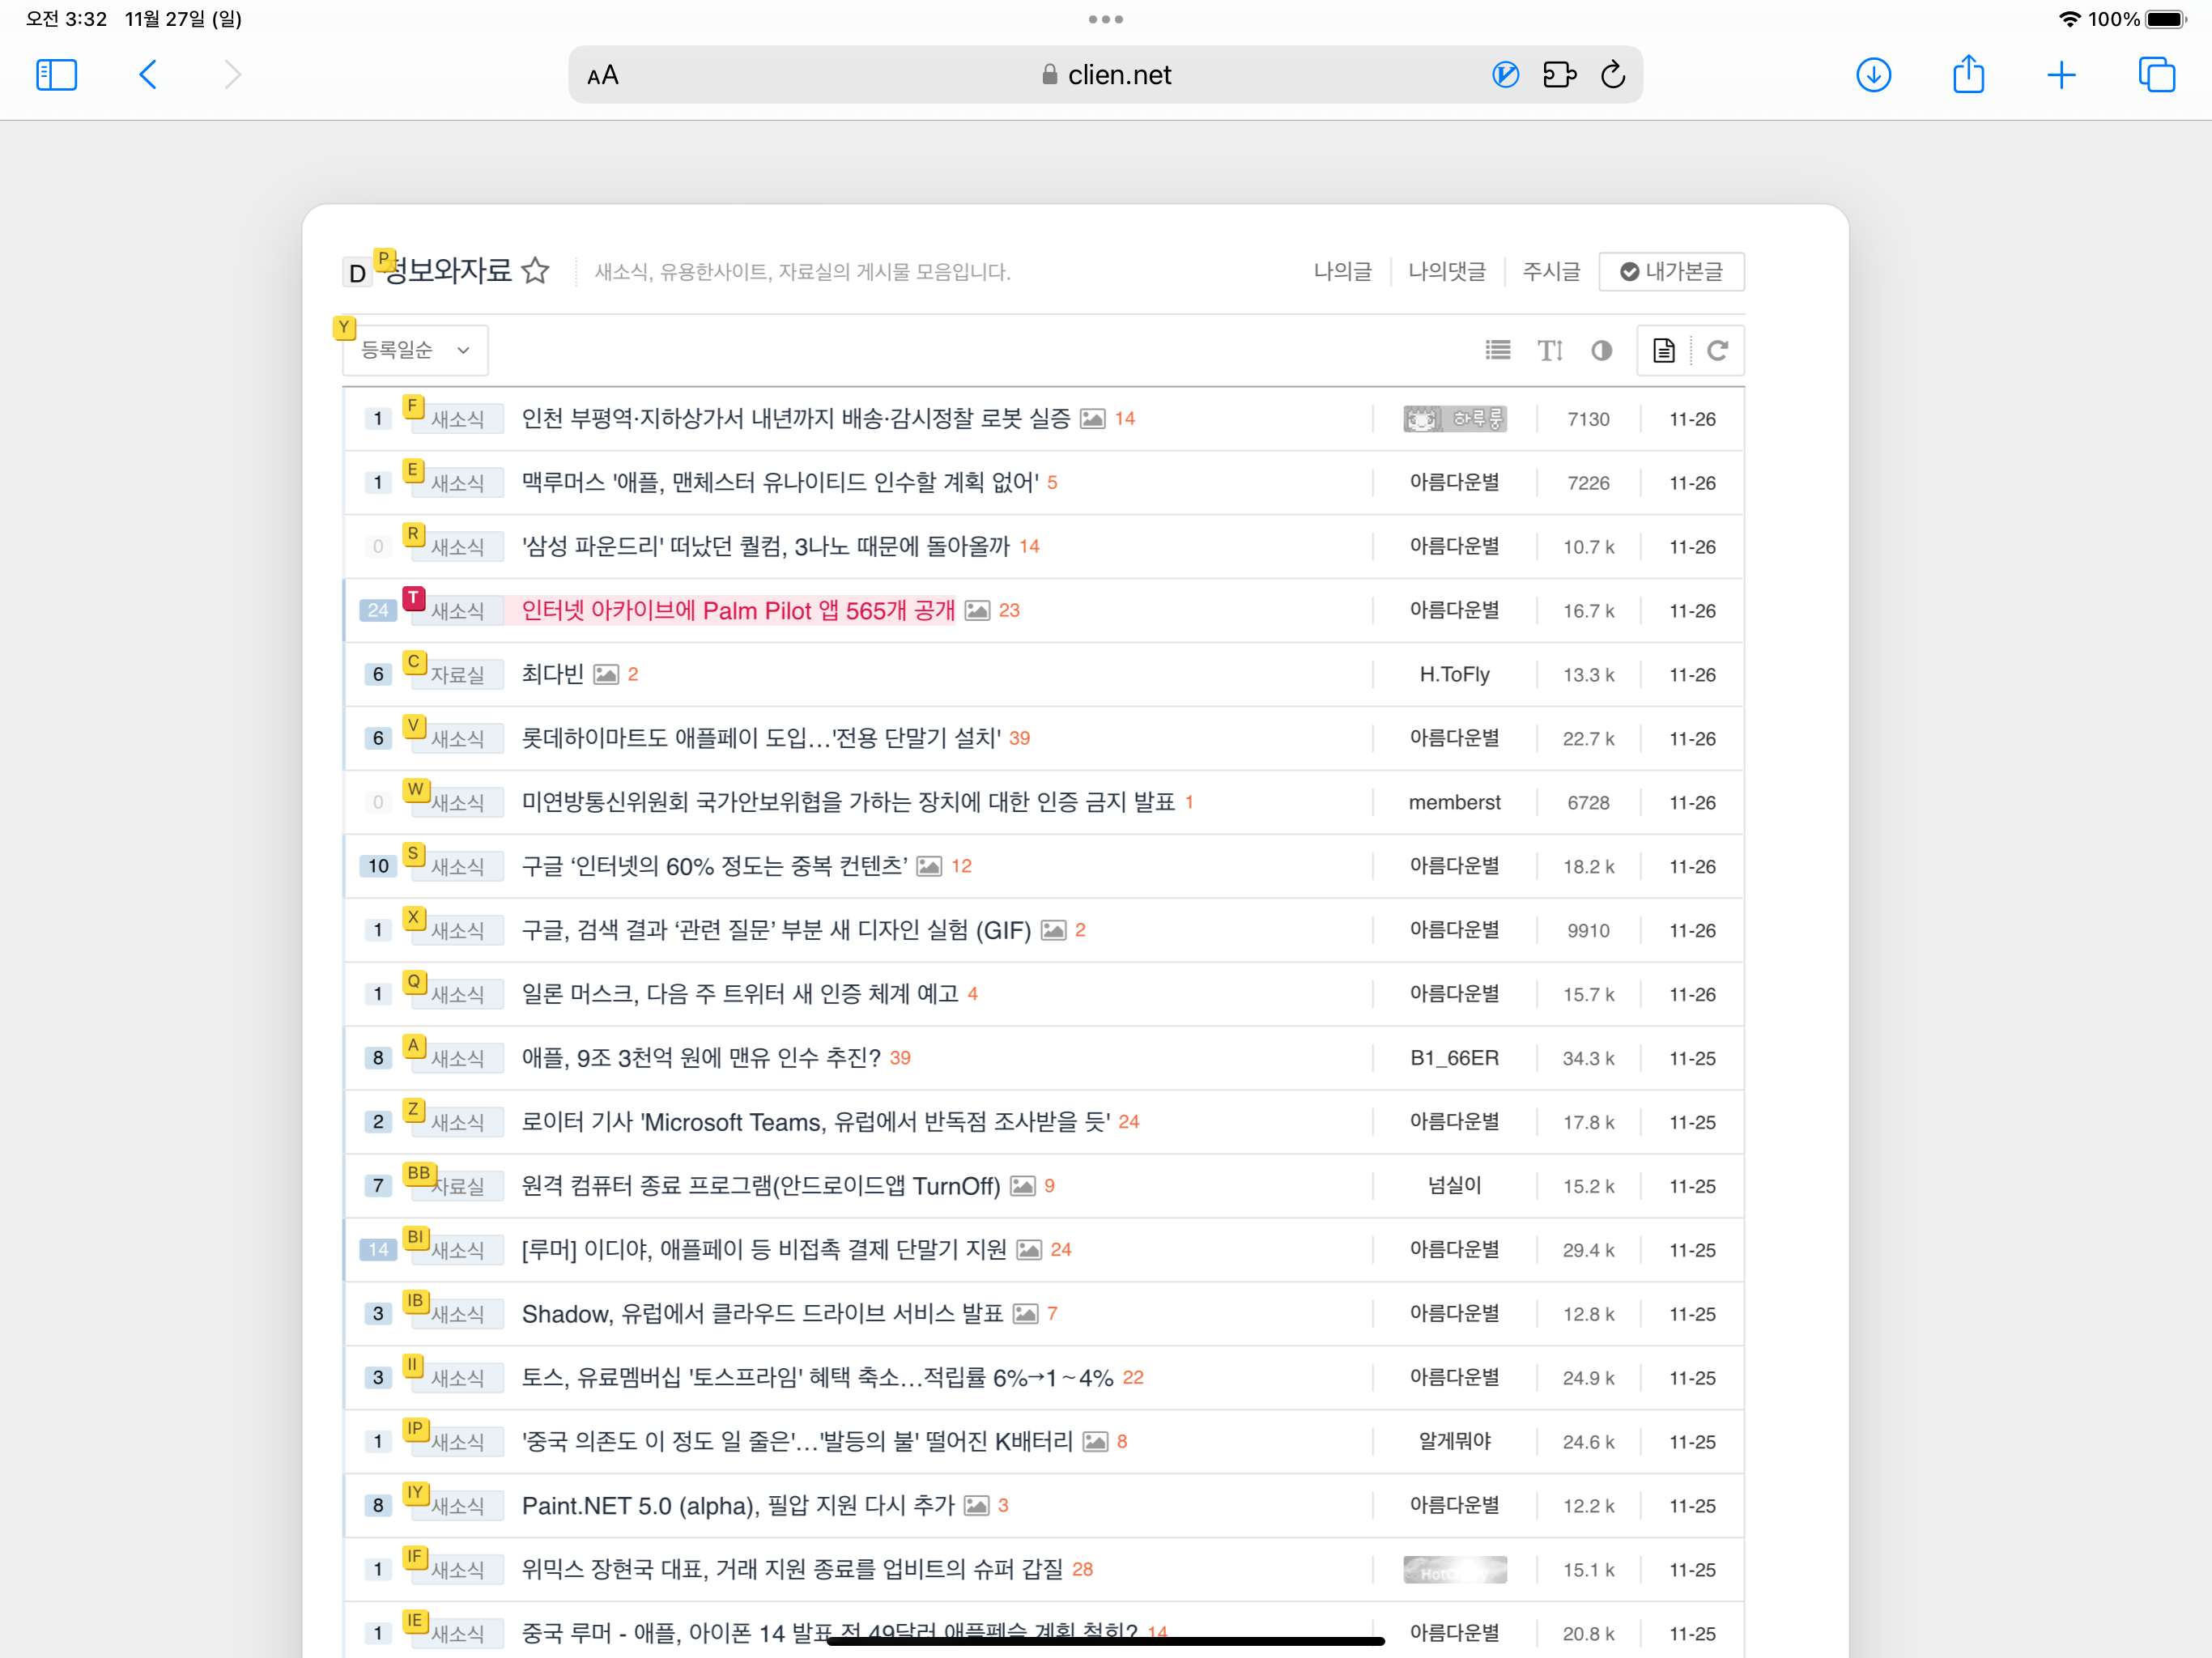 오전 3:32 11월 27일 (일) 100%
AA clien.net
D P 정보와자료 새소식, 유용한사이트, 자료실의 게시물 모음입니다. 나의글 나의댓글 주시글 내가본글
Y 등록일순
1 F 새소식 인천 부평역·지하상가서 내년까지 배송·감시정찰 로봇 실증 14 하루룽 7130 11-26
1 E 새소식 맥루머스 '애플, 맨체스터 유나이티드 인수할 계획 없어' 5 아름다운별 7226 11-26
0 R 새소식 '삼성 파운드리' 떠났던 퀄컴, 3나노 때문에 돌아올까 14 아름다운별 10.7 k 11-26
24 T 새소식 인터넷 아카이브에 Palm Pilot 앱 565개 공개 23 아름다운별 16.7 k 11-26
6 C 자료실 최다빈 2 H.ToFly 13.3 k 11-26
6 V 새소식 롯데하이마트도 애플페이 도입…'전용 단말기 설치' 39 아름다운별 22.7 k 11-26
0 W 새소식 미연방통신위원회 국가안보위협을 가하는 장치에 대한 인증 금지 발표 1 memberst 6728 11-26
10 S 새소식 구글 ‘인터넷의 60% 정도는 중복 컨텐츠’ 12 아름다운별 18.2 k 11-26
1 X 새소식 구글, 검색 결과 ‘관련 질문’ 부분 새 디자인 실험 (GIF) 2 아름다운별 9910 11-26
1 Q 새소식 일론 머스크, 다음 주 트위터 새 인증 체계 예고 4 아름다운별 15.7 k 11-26
8 A 새소식 애플, 9조 3천억 원에 맨유 인수 추진? 39 B1_66ER 34.3 k 11-25
2 Z 새소식 로이터 기사 'Microsoft Teams, 유럽에서 반독점 조사받을 듯' 24 아름다운별 17.8 k 11-25
7 BB 자료실 원격 컴퓨터 종료 프로그램(안드로이드앱 TurnOff) 9 넘실이 15.2 k 11-25
14 BI 새소식 [루머] 이디야, 애플페이 등 비접촉 결제 단말기 지원 24 아름다운별 29.4 k 11-25
3 IB 새소식 Shadow, 유럽에서 클라우드 드라이브 서비스 발표 7 아름다운별 12.8 k 11-25
3 II 새소식 토스, 유료멤버십 '토스프라임' 혜택 축소…적립률 6%→1~4% 22 아름다운별 24.9 k 11-25
1 IP 새소식 '중국 의존도 이 정도 일 줄은'…'발등의 불' 떨어진 K배터리 8 알게뭐야 24.6 k 11-25
8 IY 새소식 Paint.NET 5.0 (alpha), 필압 지원 다시 추가 3 아름다운별 12.2 k 11-25
1 IF 새소식 위믹스 장현국 대표, 거래 지원 종료를 업비트의 슈퍼 갑질 28 15.1 k 11-25
1 IE 새소식 중국 루머 - 애플, 아이폰 14 발표 전 49달러 애플펜슬 계획 철회? 14 아름다운별 20.8 k 11-25